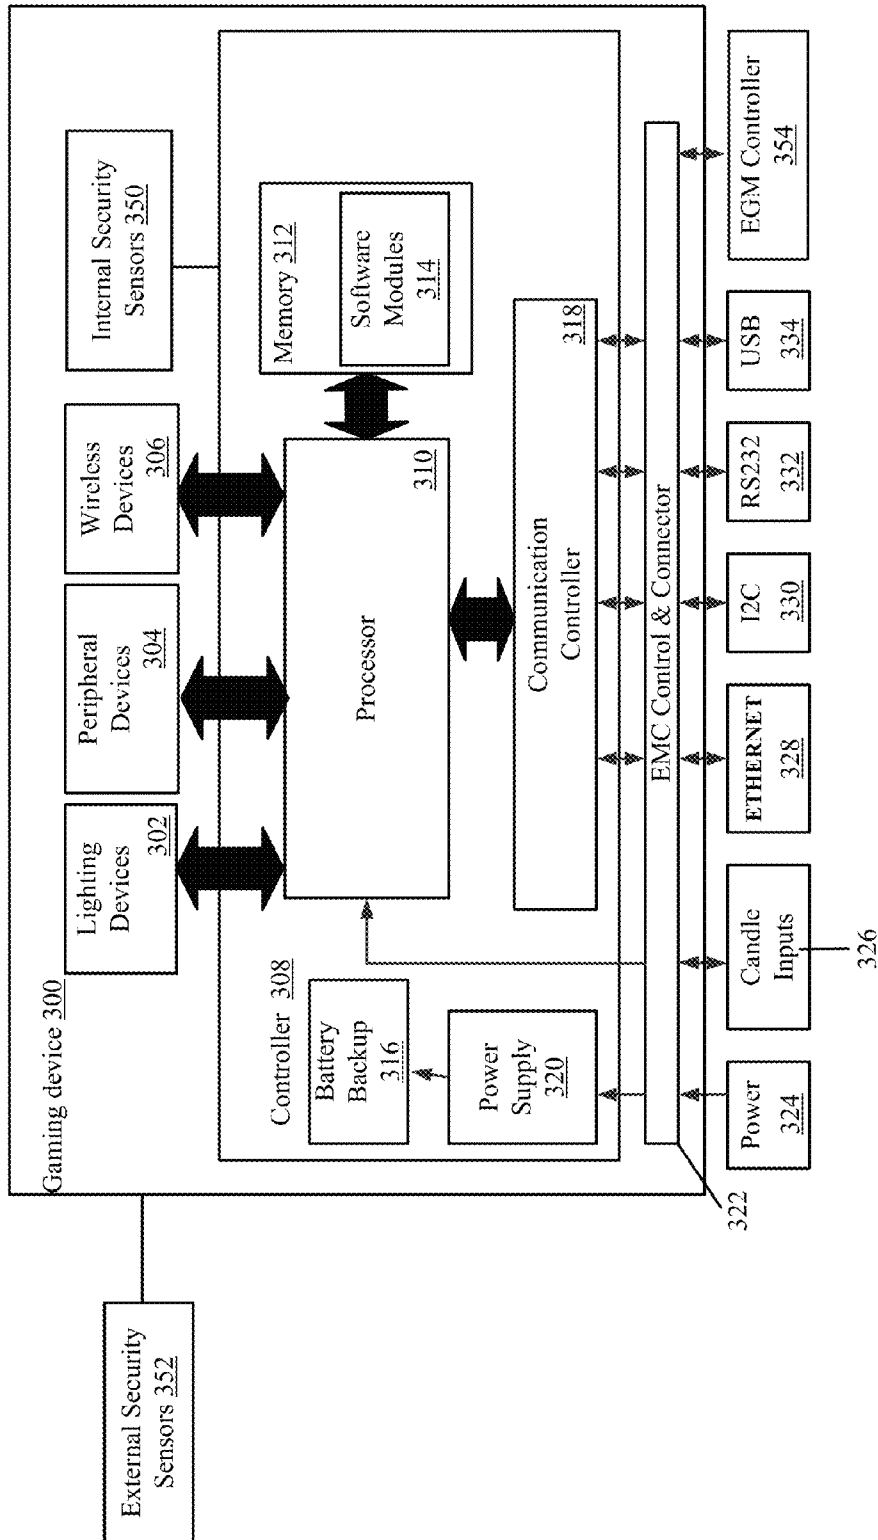 Gaming device 300
External Security
Sensors 352
Lighting
Devices
302
Peripheral
Devices
304
Wireless
Devices
306
Internal Security
Sensors 350
Controller 308
Battery
Backup
316
Power
Supply
320
Processor
310
Memory 312
Software
Modules
314
Communication
Controller
318
EMC Control & Connector
322
Power
324
Candle
Inputs
326
ETHERNET
328
I2C
330
RS232
332
USB
334
EGM Controller
354